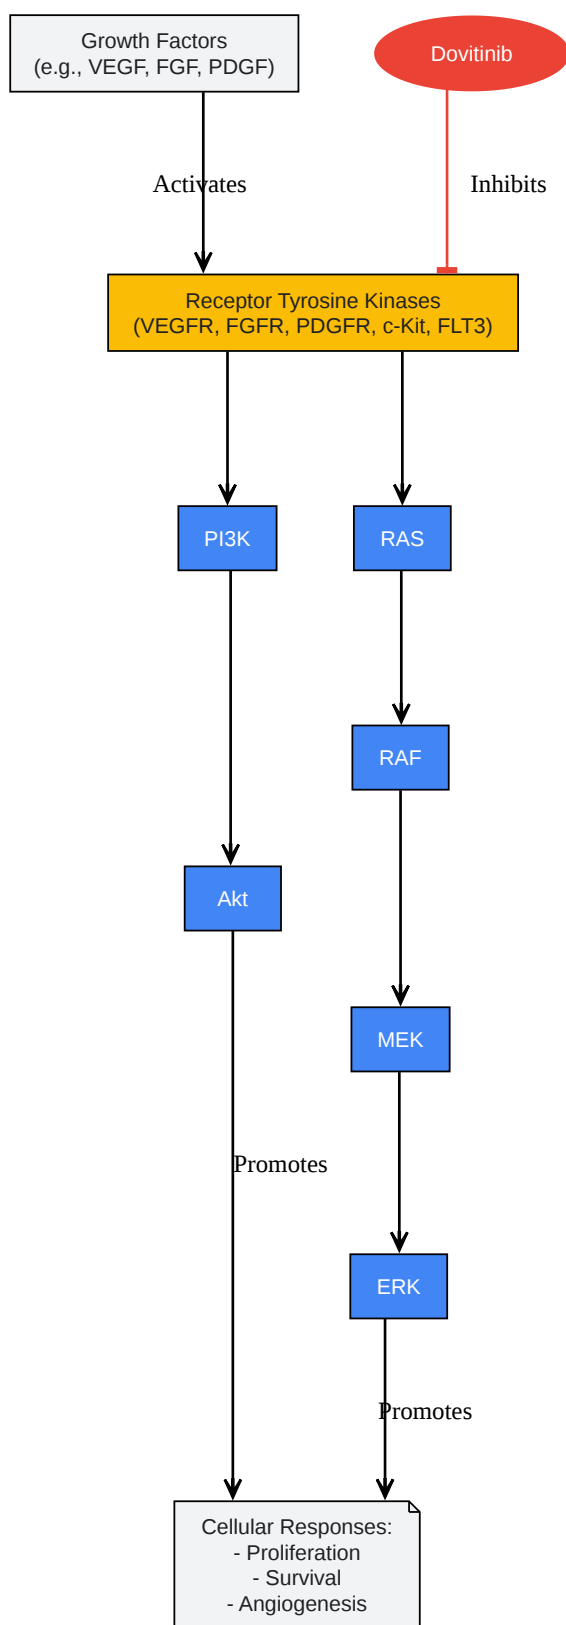 Growth Factors
(e.g., VEGF, FGF, PDGF)
Dovitinib
Activates
Inhibits
Receptor Tyrosine Kinases
(VEGFR, FGFR, PDGFR, c-Kit, FLT3)
PI3K
RAS
RAF
Akt
MEK
Promotes
ERK
Promotes
Cellular Responses:
- Proliferation
- Survival
- Angiogenesis